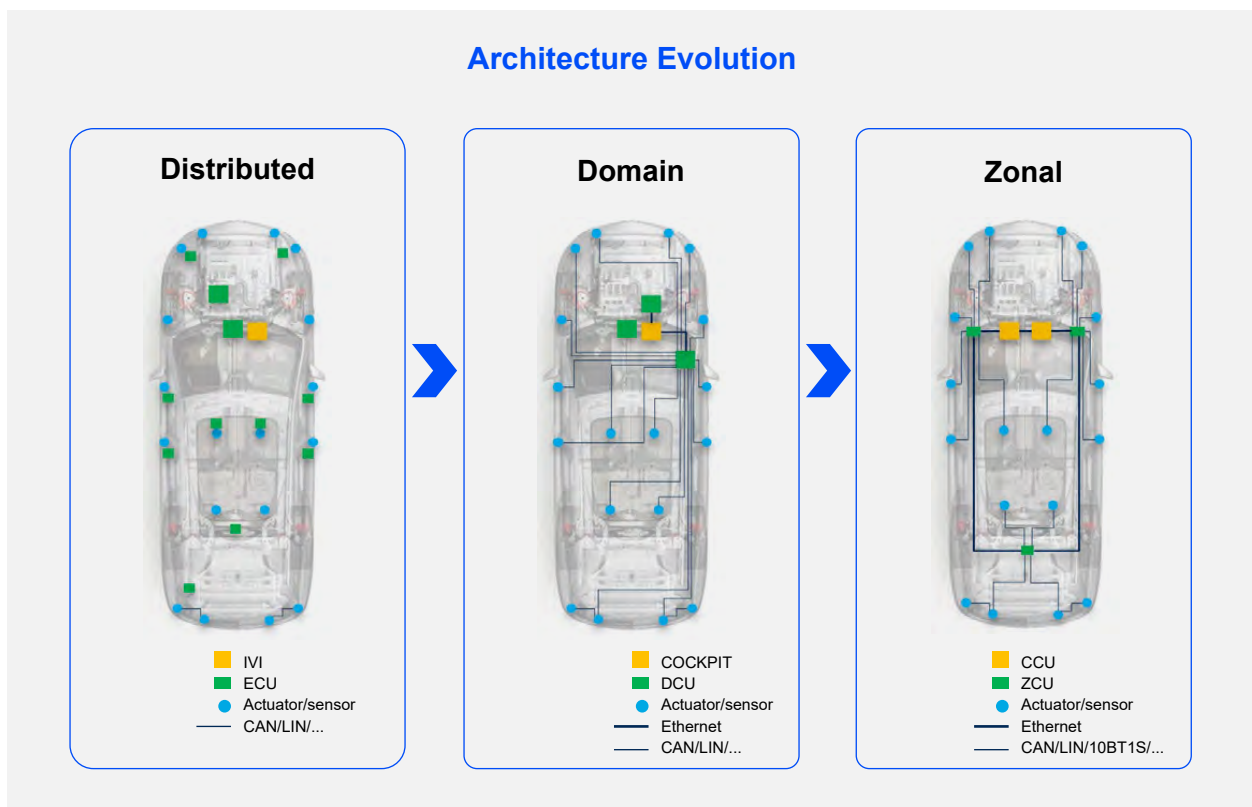 Architecture Evolution
Distributed
IVI
ECU
Actuator/sensor
CAN/LIN/...
Domain
COCKPIT
DCU
Actuator/sensor
Ethernet
CAN/LIN/...
Zonal
CCU
ZCU
Actuator/sensor
Ethernet
CAN/LIN/10BT1S/...